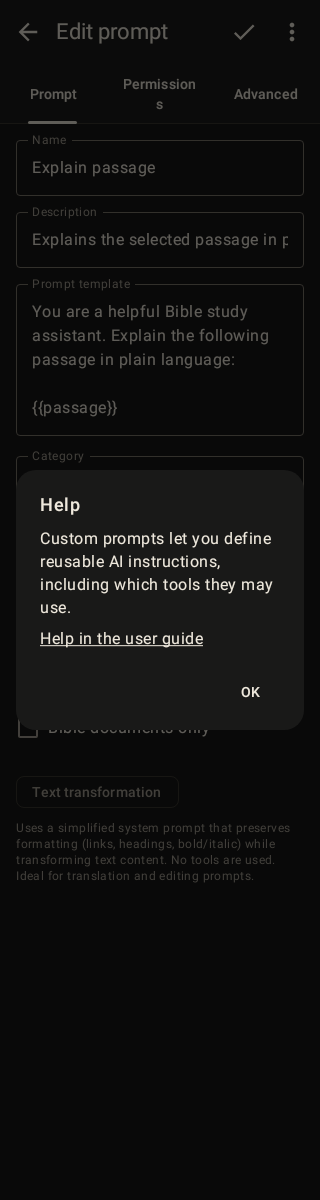 Edit prompt
Prompt
Permission
s
Advanced
Name
Explain passage
Description
Explains the selected passage in p
Prompt template
You are a helpful Bible study
assistant. Explain the following
passage in plain language:
{{passage}}
Category
Help
Custom prompts let you define
reusable AI instructions,
including which tools they may
use.
Help in the user guide
OK
Bible documents only
Text transformation
Uses a simplified system prompt that preserves
formatting (links, headings, bold/italic) while
transforming text content. No tools are used.
Ideal for translation and editing prompts.